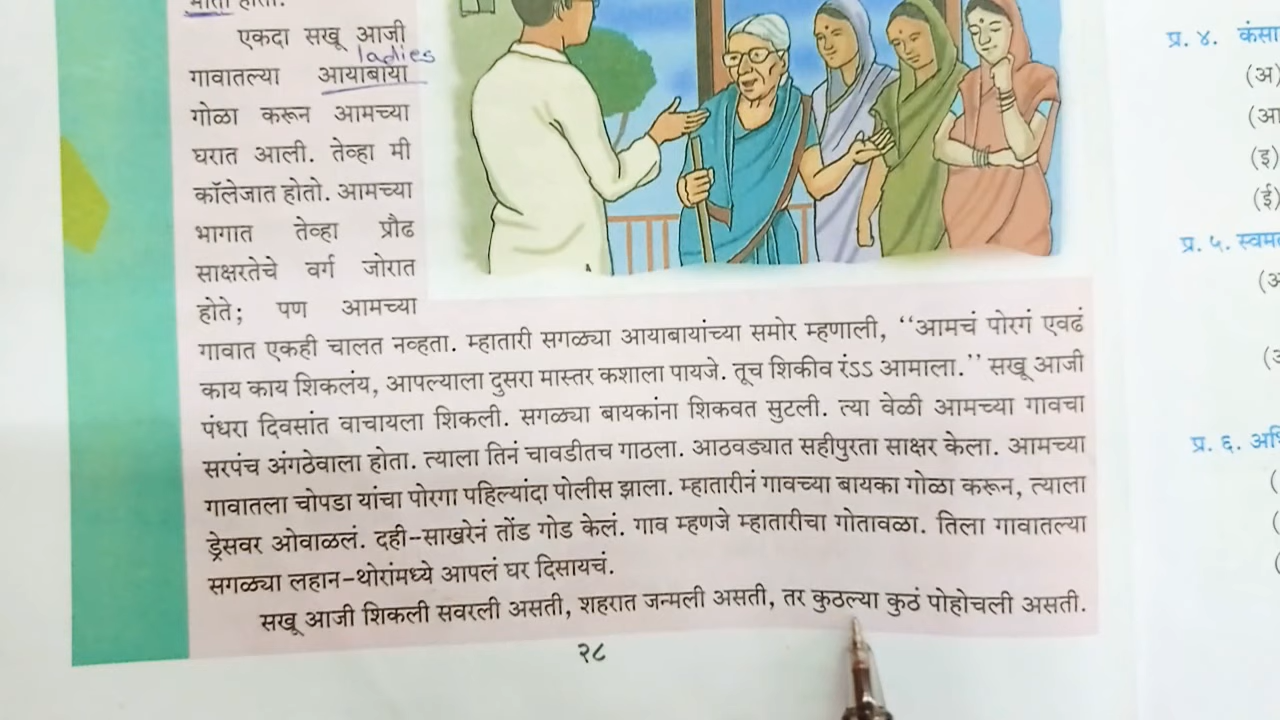 होता.
एकदा सखू आजी
ladies
गावातल्या आयाबाया
गोळा करून आमच्या
घरात आली. तेव्हा मी
कॉलेजात होतो. आमच्या
भागात तेव्हा प्रौढ
साक्षरतेचे वर्ग जोरात
होते; पण आमच्या
गावात एकही चालत नव्हता. म्हातारी सगळ्या आयाबायांच्या समोर म्हणाली, ‘‘आमचं पोरगं एवढं
काय काय शिकलंय, आपल्याला दुसरा मास्तर कशाला पायजे. तूच शिकीव रंऽऽ आमाला.’’ सखू आजी
पंधरा दिवसांत वाचायला शिकली. सगळ्या बायकांना शिकवत सुटली. त्या वेळी आमच्या गावचा
सरपंच अंगठेवाला होता. त्याला तिनं चावडीतच गाठला. आठवड्यात सहीपुरता साक्षर केला. आमच्या
गावातला चोपडा यांचा पोरगा पहिल्यांदा पोलीस झाला. म्हातारीनं गावच्या बायका गोळा करून, त्याला
ड्रेसवर ओवाळलं. दही-साखरेनं तोंड गोड केलं. गाव म्हणजे म्हातारीचा गोतावळा. तिला गावातल्या
सगळ्या लहान-थोरांमध्ये आपलं घर दिसायचं.
सखू आजी शिकली सवरली असती, शहरात जन्मली असती, तर कुठल्या कुठं पोहोचली असती.
२८
प्र. ४. कंसा
(अ)
(आ
(इ)
(ई)
प्र. ५. स्वम
(अ
प्र. ६.